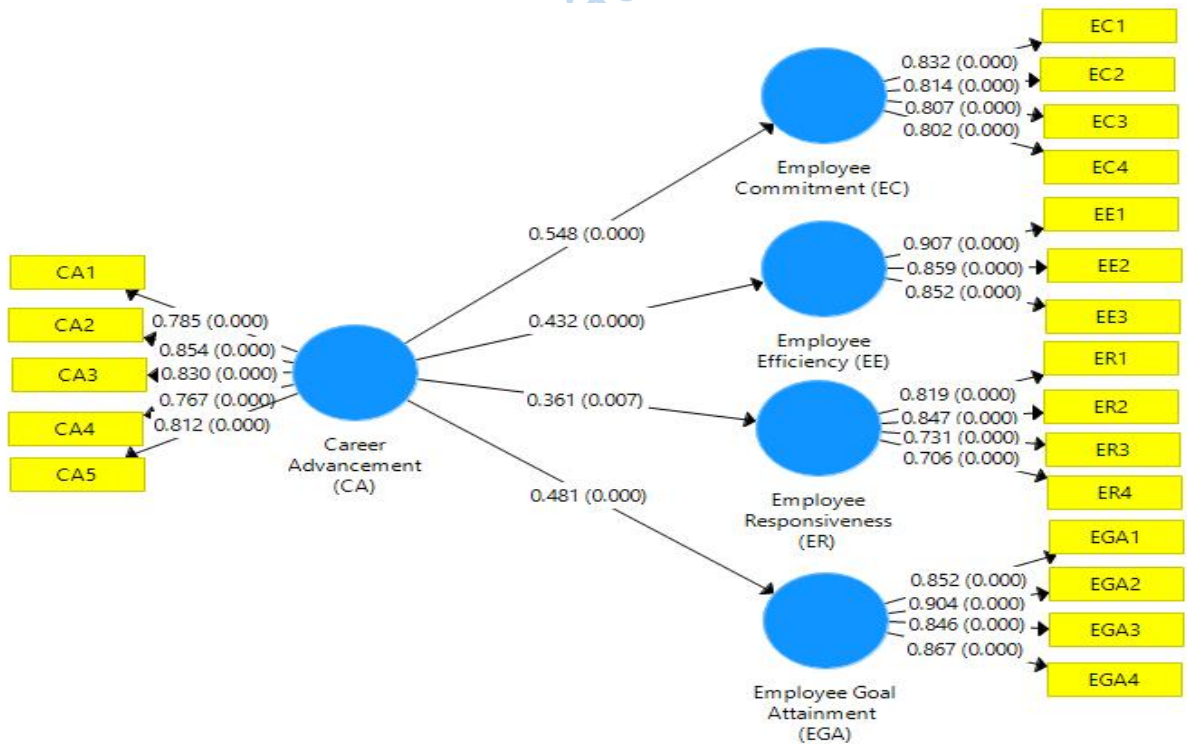 EC1
0.832 (0.000)
EC2
0.814 (0.000)
0.807 (0.000)
EC3
0.802 (0.000)
EC4
Employee
Commitment (EC)
EE1
0.548 (0.000)
0.907 (0.000)
EE2
0.859 (0.000)
0.852 (0.000)
EE3
CA1
0.785 (0.000)
CA2
0.432 (0.000)
Employee
Efficiency (EE)
0.854 (0.000)
CA3
0.830 (0.000)
0.767 (0.000)
CA4
0.812 (0.000)
CA5
Career
Advancement
(CA)
0.361 (0.007)
ER1
0.819 (0.000)
ER2
0.847 (0.000)
0.731 (0.000)
ER3
0.706 (0.000)
ER4
Employee
Responsiveness
(ER)
0.481 (0.000)
EGA1
0.852 (0.000)
EGA2
0.904 (0.000)
0.846 (0.000)
EGA3
0.867 (0.000)
EGA4
Employee Goal
Attainment
(EGA)